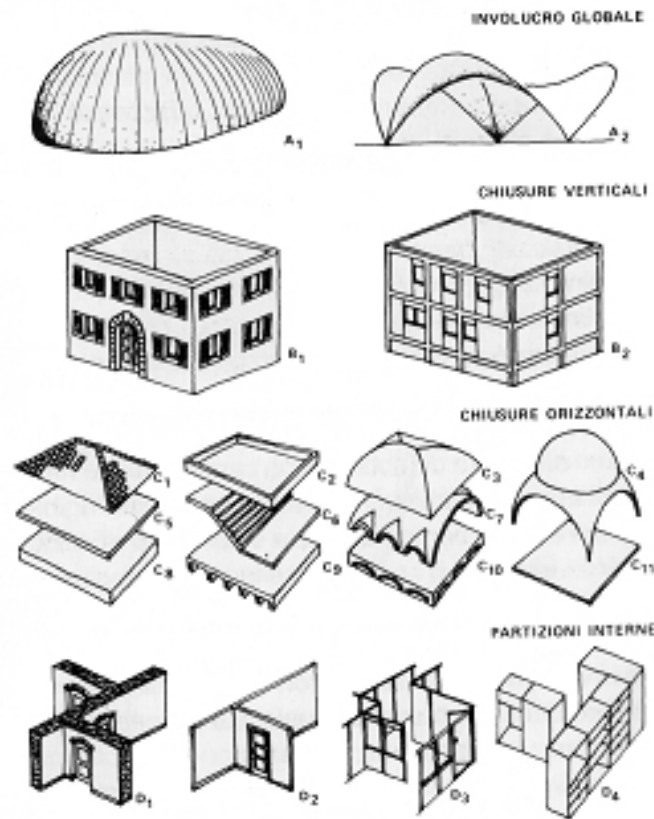 INVOLUCRO GLOBALE
A1
A2
CHIUSURE VERTICALI
B1
B2
CHIUSURE ORIZZONTALI
C1
C2
C3
C4
C5
C6
C7
C8
C9
C10
C11
PARTIZIONI INTERNE
D1
D2
D3
D4